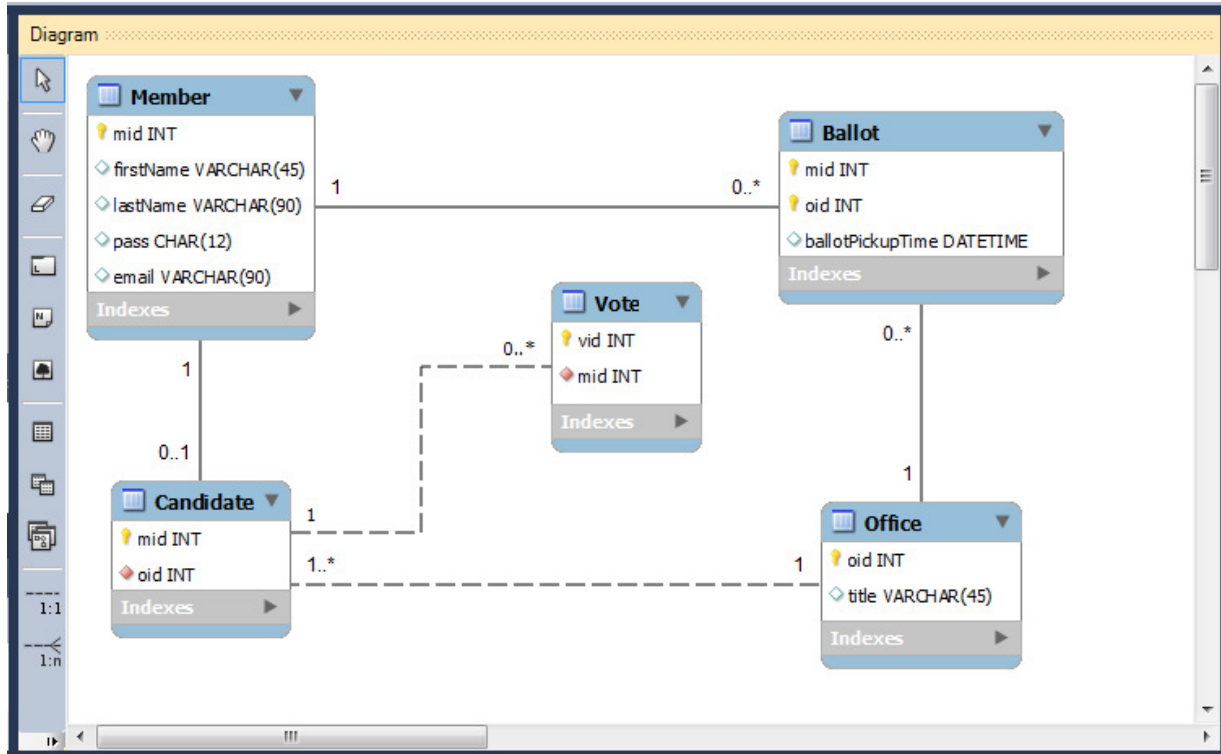 Diagram
Member
mid INT
firstName VARCHAR(45)
lastName VARCHAR(90)
pass CHAR(12)
email VARCHAR(90)
Indexes
1
0..*
Ballot
mid INT
oid INT
ballotPickupTime DATETIME
Indexes
Vote
vid INT
mid INT
Indexes
0..*
0..*
1
0..1
1
Candidate
mid INT
oid INT
Indexes
1
1..*
1
Office
oid INT
title VARCHAR(45)
Indexes
N
1:1
1:n